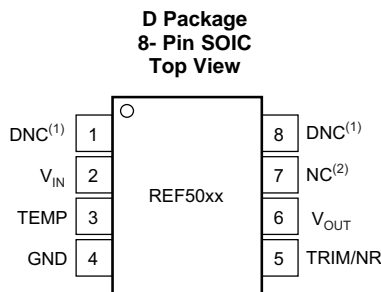 D Package
8- Pin SOIC
Top View
DNC(1) 1 8 DNC(1)
VIN 2 7 NC(2)
REF50xx
TEMP 3 6 VOUT
GND 4 5 TRIM/NR